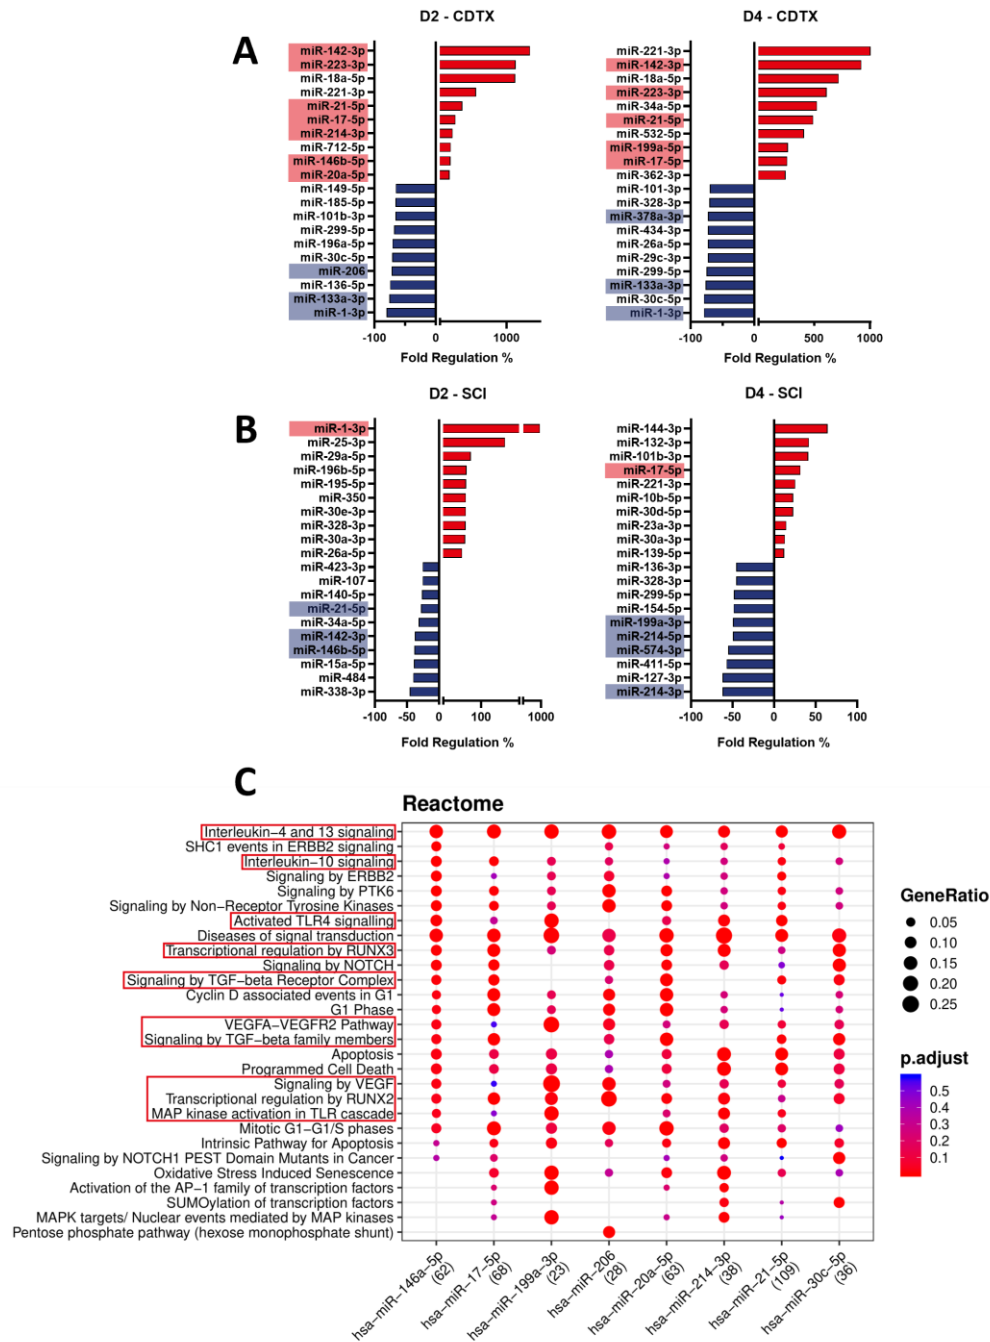 A
D2 - CDTX
miR-142-3p
miR-223-3p
miR-18a-5p
miR-221-3p
miR-21-5p
miR-17-5p
miR-214-3p
miR-712-5p
miR-146b-5p
miR-20a-5p
miR-149-5p
miR-185-5p
miR-101b-3p
miR-299-5p
miR-196a-5p
miR-30c-5p
miR-206
miR-136-5p
miR-133a-3p
miR-1-3p
-100 0 1000
Fold Regulation %
D4 - CDTX
miR-221-3p
miR-142-3p
miR-18a-5p
miR-223-3p
miR-34a-5p
miR-21-5p
miR-532-5p
miR-199a-5p
miR-17-5p
miR-362-3p
miR-101-3p
miR-328-3p
miR-378a-3p
miR-434-3p
miR-26a-5p
miR-29c-3p
miR-299-5p
miR-133a-3p
miR-30c-5p
miR-1-3p
-100 0 500 1000
Fold Regulation %
B
D2 - SCI
miR-1-3p
miR-25-3p
miR-29a-5p
miR-196b-5p
miR-195-5p
miR-350
miR-30e-3p
miR-328-3p
miR-30a-3p
miR-26a-5p
miR-423-3p
miR-107
miR-140-5p
miR-21-5p
miR-34a-5p
miR-142-3p
miR-146b-5p
miR-15a-5p
miR-484
miR-338-3p
-100 -50 0 100 1000
Fold Regulation %
D4 - SCI
miR-144-3p
miR-132-3p
miR-101b-3p
miR-17-5p
miR-221-3p
miR-10b-5p
miR-30d-5p
miR-23a-3p
miR-30a-3p
miR-139-5p
miR-136-3p
miR-328-3p
miR-299-5p
miR-154-5p
miR-199a-3p
miR-214-5p
miR-574-3p
miR-411-5p
miR-127-3p
miR-214-3p
-100 -50 0 50 100
Fold Regulation %
C
Reactome
Interleukin-4 and 13 signaling
SHC1 events in ERBB2 signaling
Interleukin-10 signaling
Signaling by ERBB2
Signaling by PTK6
Signaling by Non-Receptor Tyrosine Kinases
Activated TLR4 signalling
Diseases of signal transduction
Transcriptional regulation by RUNX3
Signaling by NOTCH
Signaling by TGF-beta Receptor Complex
Cyclin D associated events in G1
G1 Phase
VEGFA-VEGFR2 Pathway
Signaling by TGF-beta family members
Apoptosis
Programmed Cell Death
Signaling by VEGF
Transcriptional regulation by RUNX2
MAP kinase activation in TLR cascade
Mitotic G1-G1/S phases
Intrinsic Pathway for Apoptosis
Signaling by NOTCH1 PEST Domain Mutants in Cancer
Oxidative Stress Induced Senescence
Activation of the AP-1 family of transcription factors
SUMOylation of transcription factors
MAPK targets/ Nuclear events mediated by MAP kinases
Pentose phosphate pathway (hexose monophosphate shunt)
hsa-miR-146a-5p
(62)
hsa-miR-17-5p
(68)
hsa-miR-199a-3p
(23)
hsa-miR-206
(28)
hsa-miR-20a-5p
(63)
hsa-miR-214-3p
(38)
hsa-miR-21-5p
(109)
hsa-miR-30c-5p
(36)
GeneRatio
0.05
0.10
0.15
0.20
0.25
p.adjust
0.5
0.4
0.3
0.2
0.1